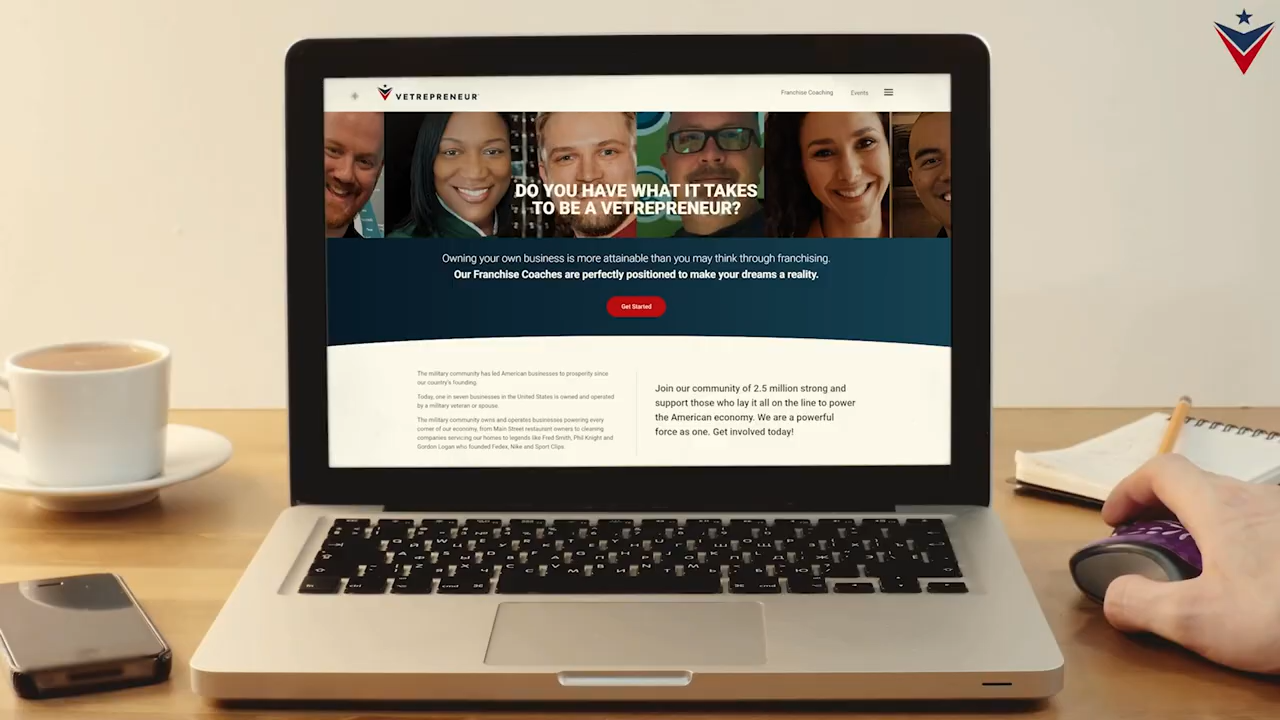 VETREPRENEUR
Franchise Coaching
Events
DO YOU HAVE WHAT IT TAKES
TO BE A VETREPRENEUR?
Owning your own business is more attainable than you may think through franchising.
Our Franchise Coaches are perfectly positioned to make your dreams a reality.
Get Started
The military community has led American businesses to prosperity since
our country's founding.
Today, one in seven businesses in the United States is owned and operated
by a military veteran or spouse.
The military community owns and operates businesses powering every
corner of our economy, from Main Street restaurant owners to cleaning
companies servicing our homes to legends like Fred Smith, Phil Knight and
Gordon Logan who founded Fedex, Nike and Sport Clips.
Join our community of 2.5 million strong and
support those who lay it all on the line to power
the American economy. We are a powerful
force as one. Get involved today!